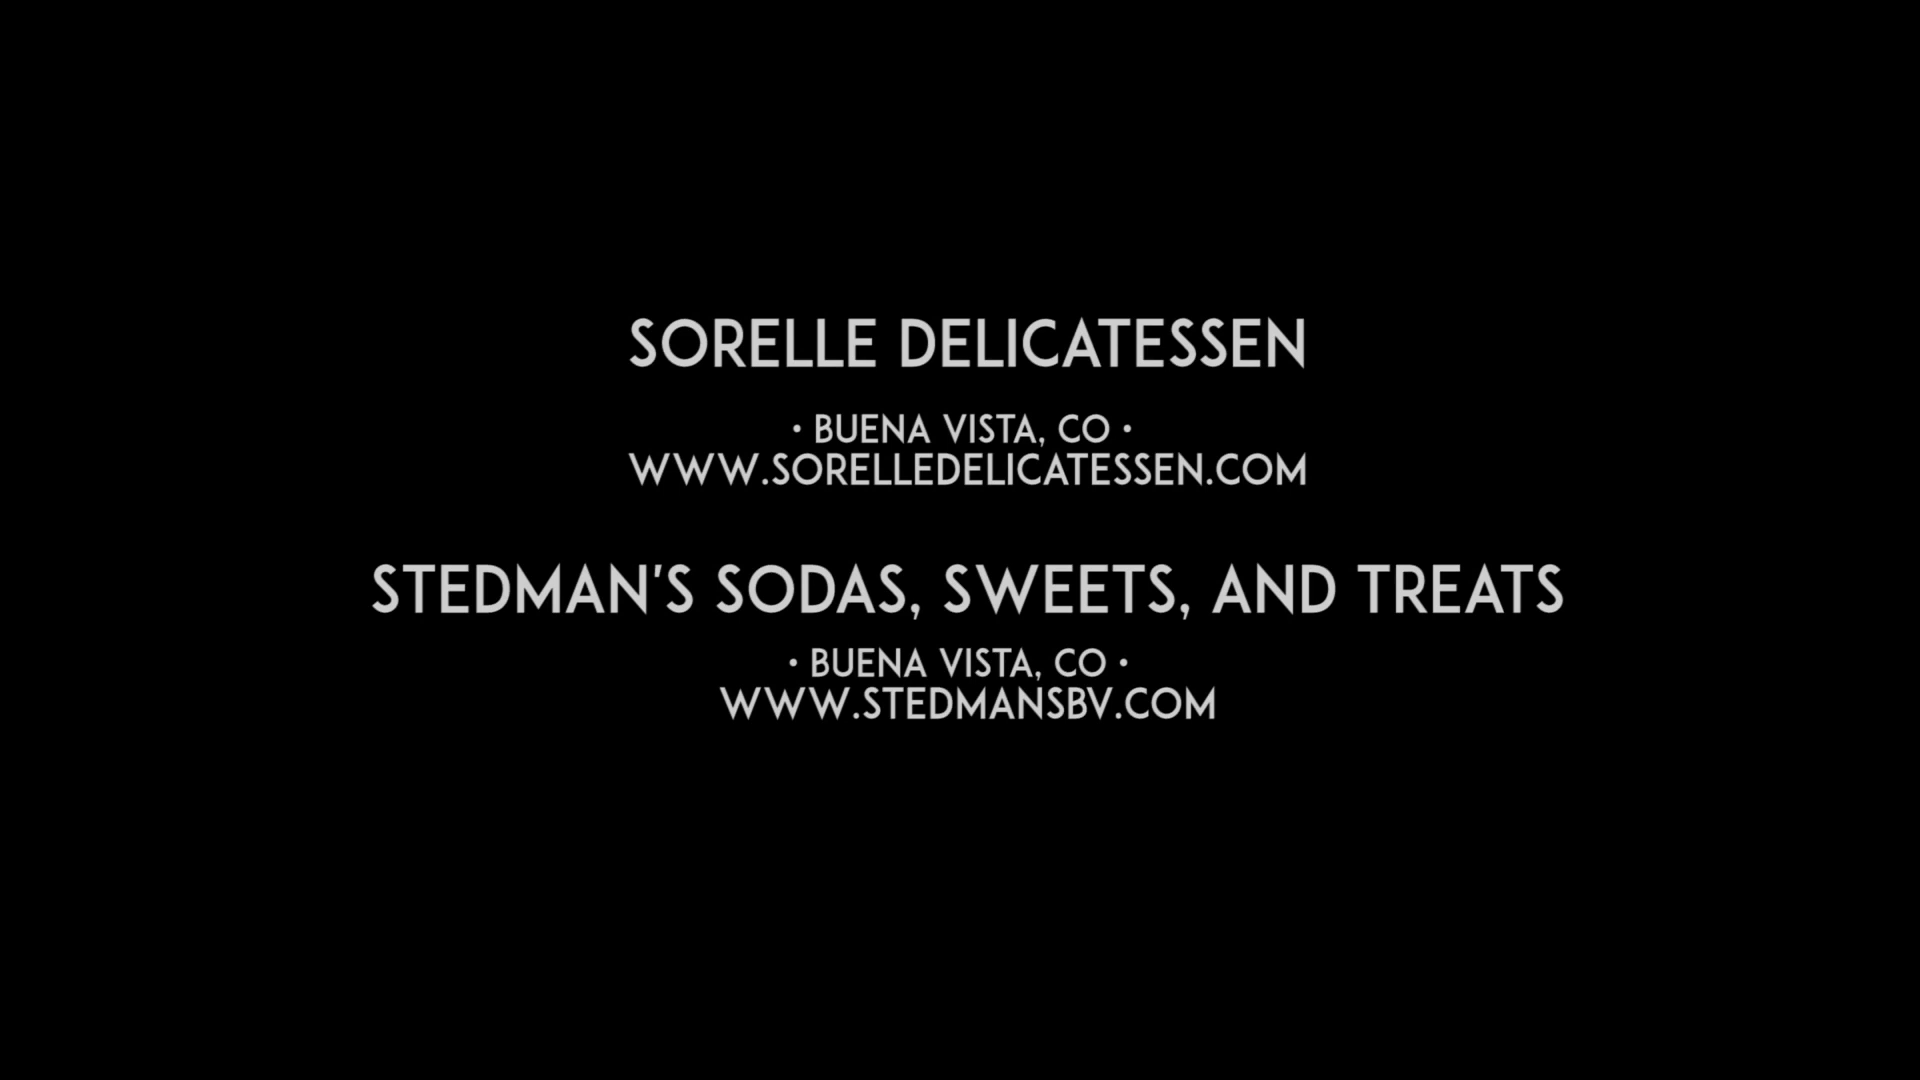 SORELLE DELICATESSEN
• BUENA VISTA, CO •
WWW.SORELLEDELICATESSEN.COM
STEDMAN'S SODAS, SWEETS, AND TREATS
• BUENA VISTA, CO •
WWW.STEDMANSBV.COM